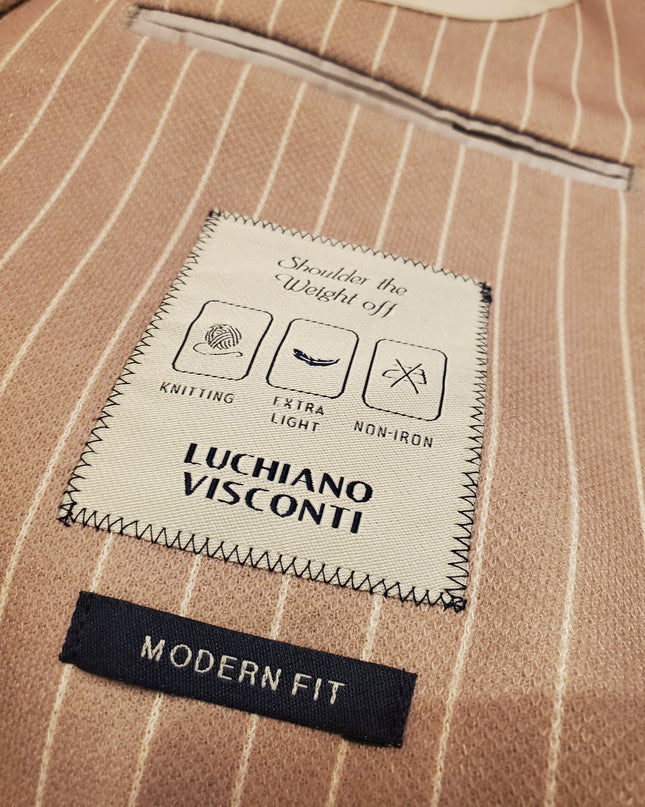 Shoulder the
Weight off
KNITTING
EXTRA
LIGHT
NON-IRON
LUCHIANO
VISCONTI
MODERN FIT